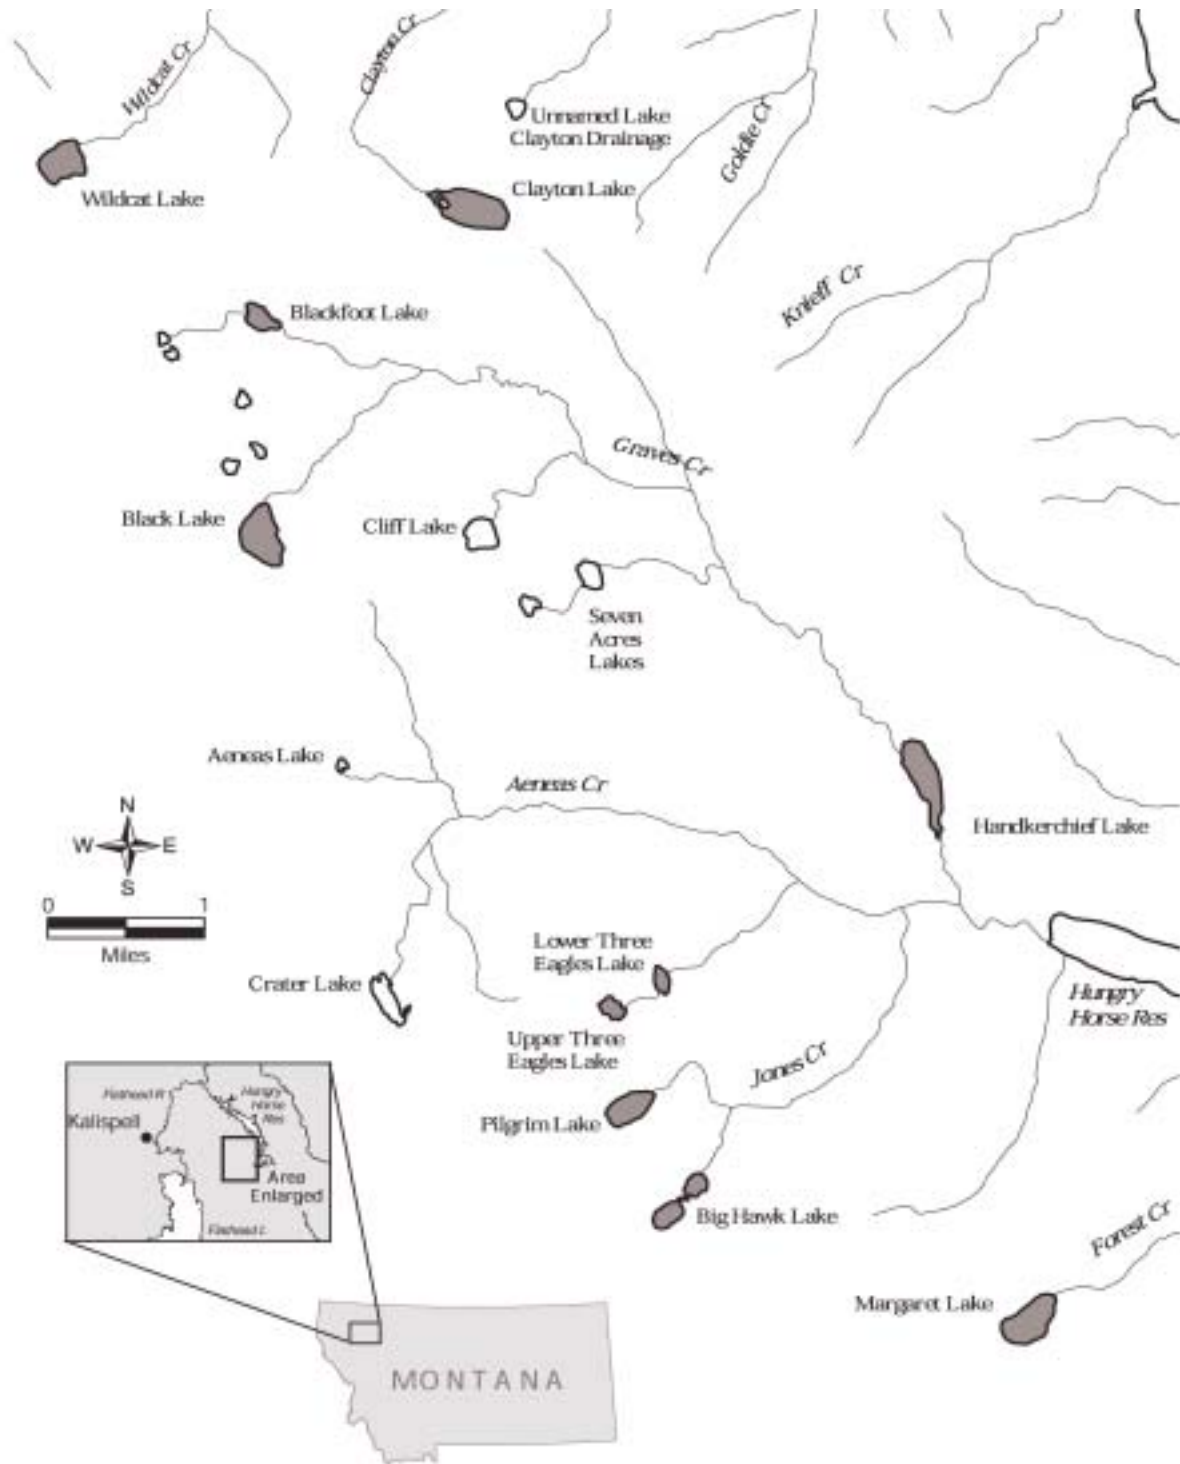 Wildcat Cr
Clayton Cr
Unnamed Lake
Clayton Drainage
Goldie Cr
Wildcat Lake
Clayton Lake
Knieff Cr
Blackfoot Lake
Graves Cr
Black Lake
Cliff Lake
Seven
Acres
Lakes
Aeneas Lake
Aeneas Cr
Handkerchief Lake
N
W E
S
0 1
Miles
Lower Three
Eagles Lake
Crater Lake
Hungry
Horse Res
Upper Three
Eagles Lake
Jones Cr
Pilgrim Lake
Big Hawk Lake
Forest Cr
Margaret Lake
Flathead R
Hungry
Horse
Res
Kalispell
Area
Enlarged
Flathead L
MONTANA